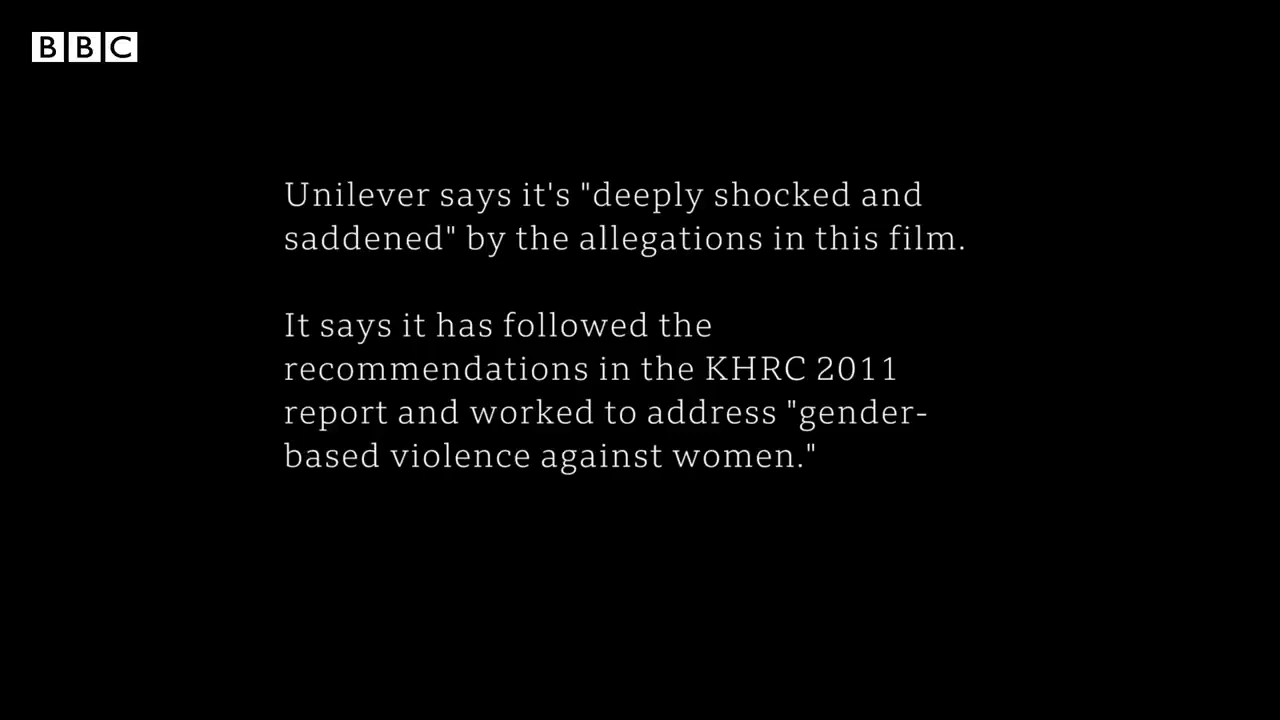 BBC
Unilever says it's "deeply shocked and
saddened" by the allegations in this film.
It says it has followed the
recommendations in the KHRC 2011
report and worked to address "gender-
based violence against women."